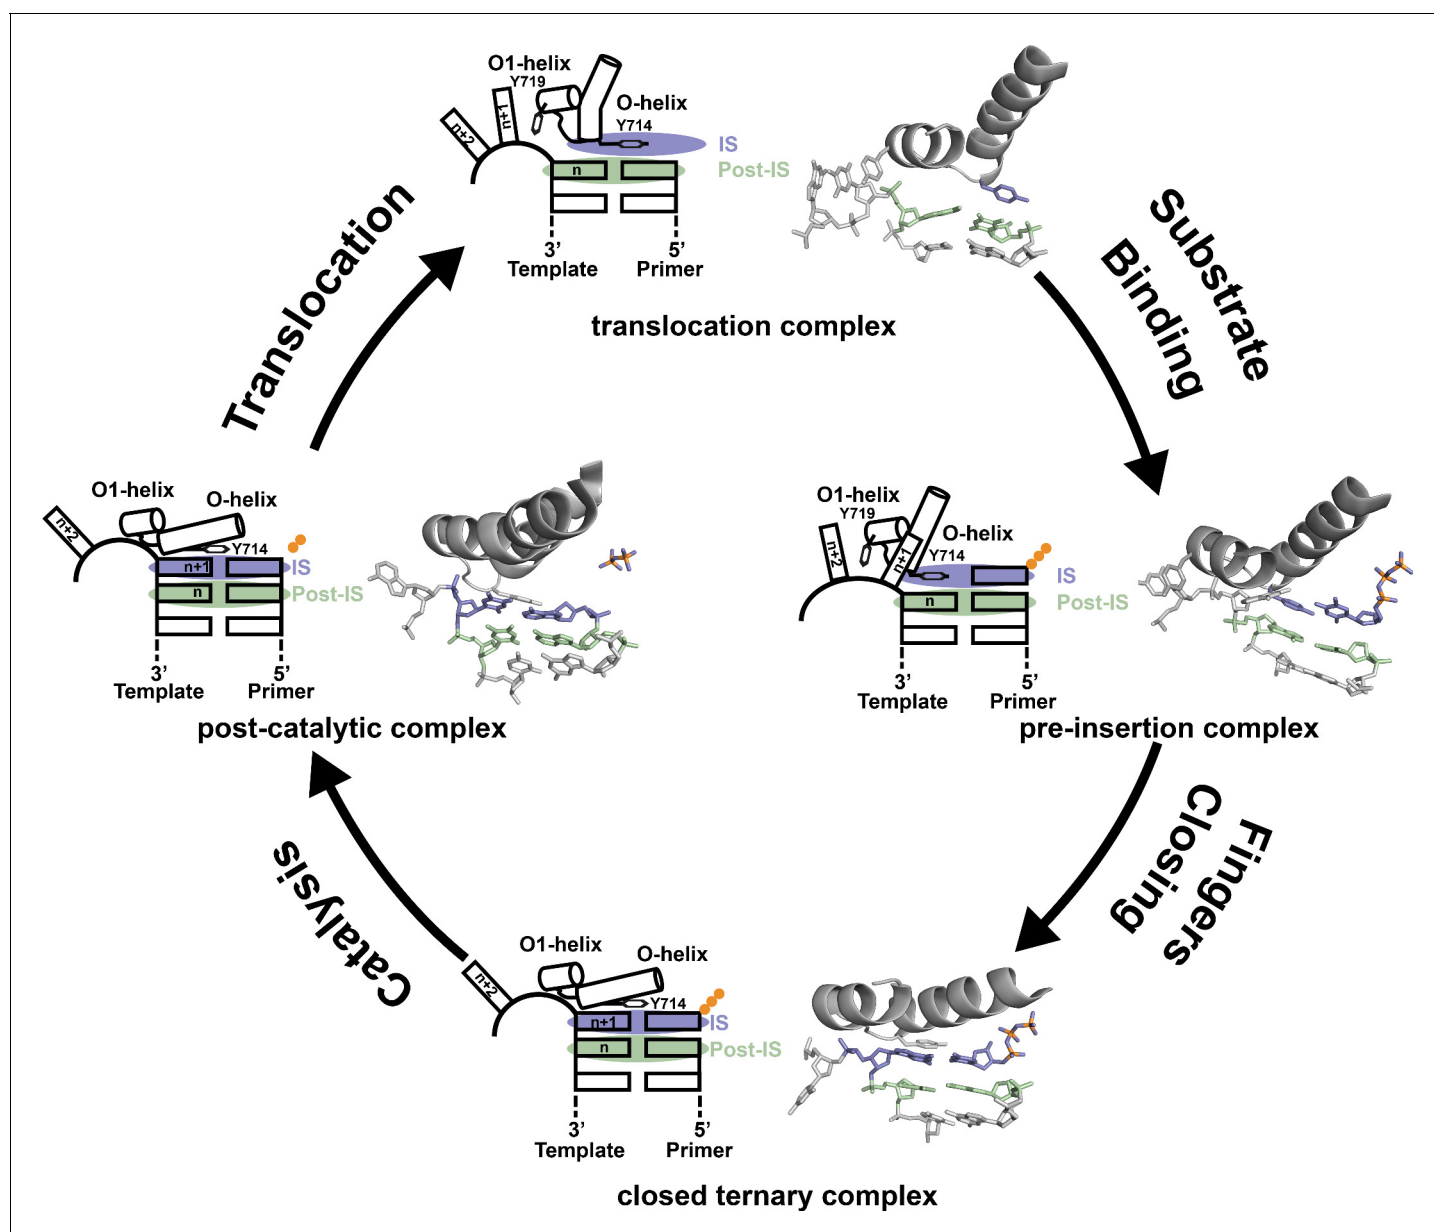 O1-helix
Y719
O-helix
Y714
n+2
n+1
n
IS
Post-IS
3’
5’
Template
Primer
translocation complex
Translocation
Substrate
Binding
O1-helix
O-helix
n+2
Y714
n+1
IS
n
Post-IS
3’
5’
Template
Primer
post-catalytic complex
O1-helix
Y719
O-helix
n+2
n+1
Y714
IS
n
Post-IS
3’
5’
Template
Primer
pre-insertion complex
Fingers
Closing
Catalysis
O1-helix
O-helix
n+2
Y714
n+1
IS
n
Post-IS
3’
5’
Template
Primer
closed ternary complex